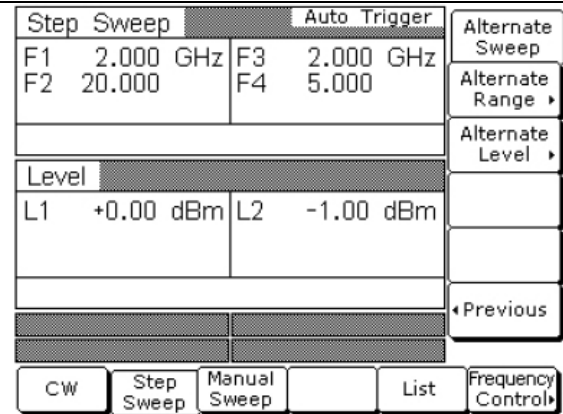 Step Sweep Auto Trigger
F1 2.000 GHz F3 2.000 GHz
F2 20.000 F4 5.000
Level
L1 +0.00 dBm L2 -1.00 dBm
Alternate
Sweep
Alternate
Range ▸
Alternate
Level ▸
◂Previous
CW
Step
Sweep
Manual
Sweep
List
Frequency
Control▸